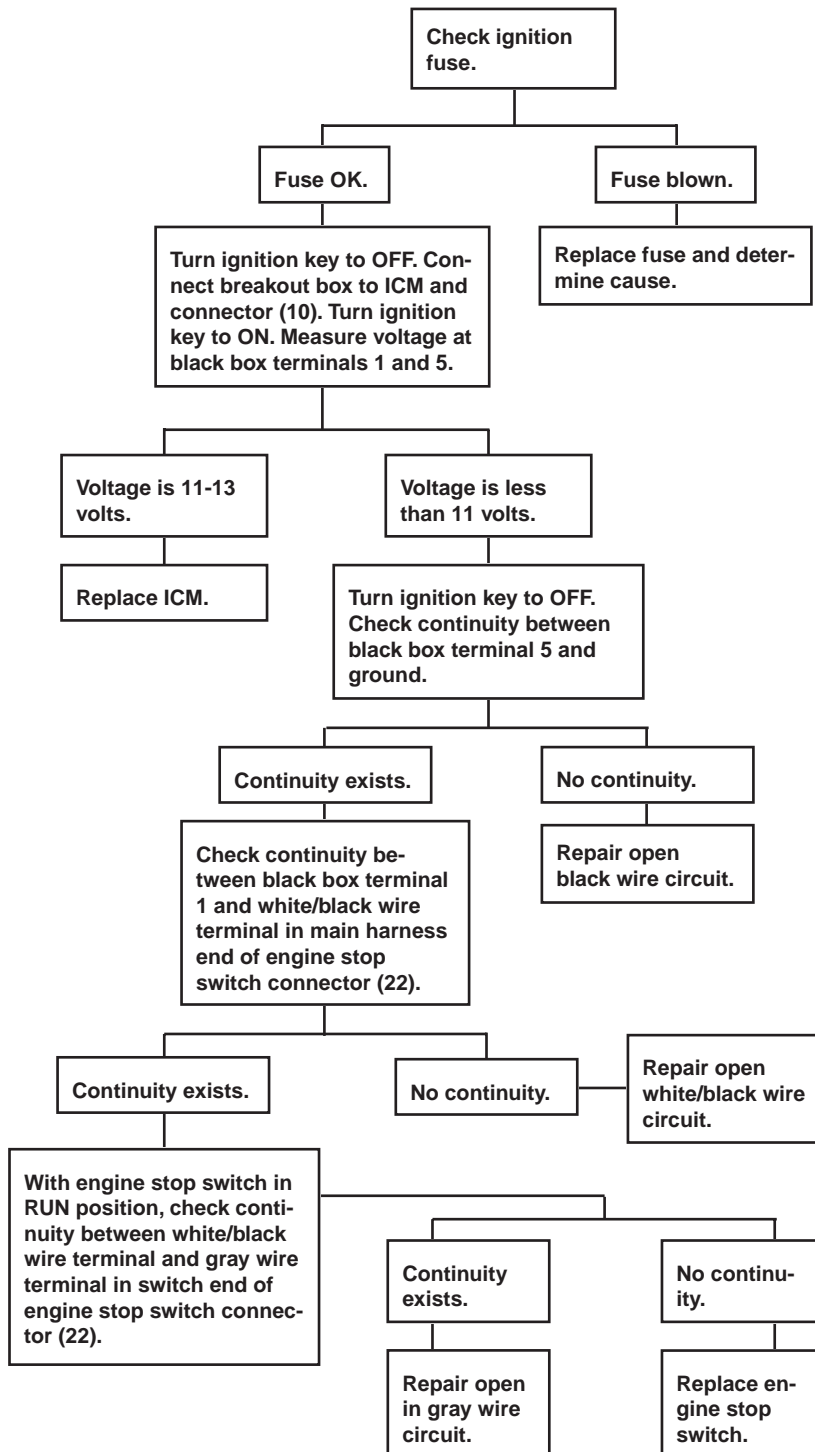 Check ignition
fuse.
Fuse OK.
Fuse blown.
Turn ignition key to OFF. Con-
nect breakout box to ICM and
connector (10). Turn ignition
key to ON. Measure voltage at
black box terminals 1 and 5.
Replace fuse and deter-
mine cause.
Voltage is 11-13
volts.
Voltage is less
than 11 volts.
Replace ICM.
Turn ignition key to OFF.
Check continuity between
black box terminal 5 and
ground.
Continuity exists.
No continuity.
Check continuity be-
tween black box terminal
1 and white/black wire
terminal in main harness
end of engine stop
switch connector (22).
Repair open
black wire circuit.
Continuity exists.
No continuity.
Repair open
white/black wire
circuit.
With engine stop switch in
RUN position, check conti-
nuity between white/black
wire terminal and gray wire
terminal in switch end of
engine stop switch connec-
tor (22).
Continuity
exists.
No continu-
ity.
Repair open
in gray wire
circuit.
Replace en-
gine stop
switch.